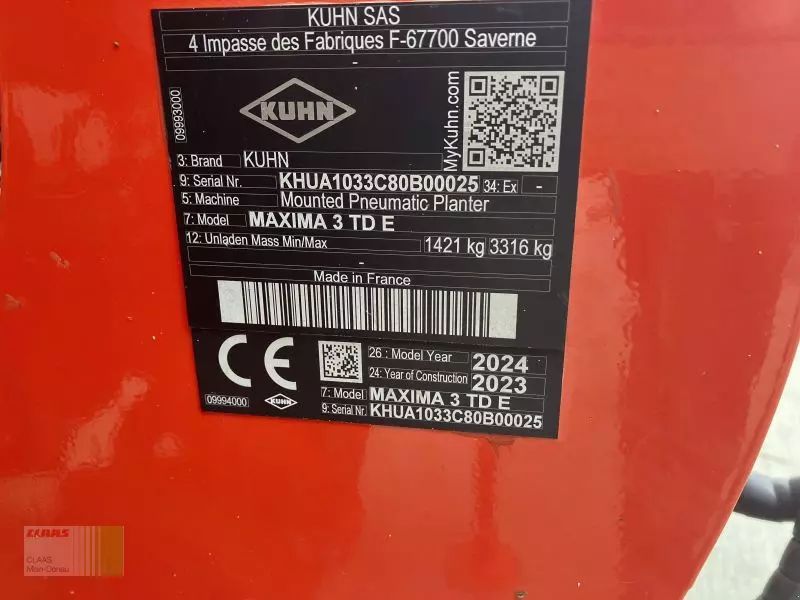 KUHN SAS
4 Impasse des Fabriques F-67700 Saverne
-
09993000
KUHN
MyKuhn.com
3: Brand KUHN
9: Serial Nr. KHUA1033C80B00025 34: Ex -
5: Machine Mounted Pneumatic Planter
7: Model MAXIMA 3 TD E
12: Unladen Mass Min/Max 1421 kg 3316 kg
-
Made in France
CE
26 : Model Year 2024
24: Year of Construction 2023
7: Model MAXIMA 3 TD E
9: Serial Nr. KHUA1033C80B00025
09994000
KUHN
CLAAS
CLAAS
Main-Donau